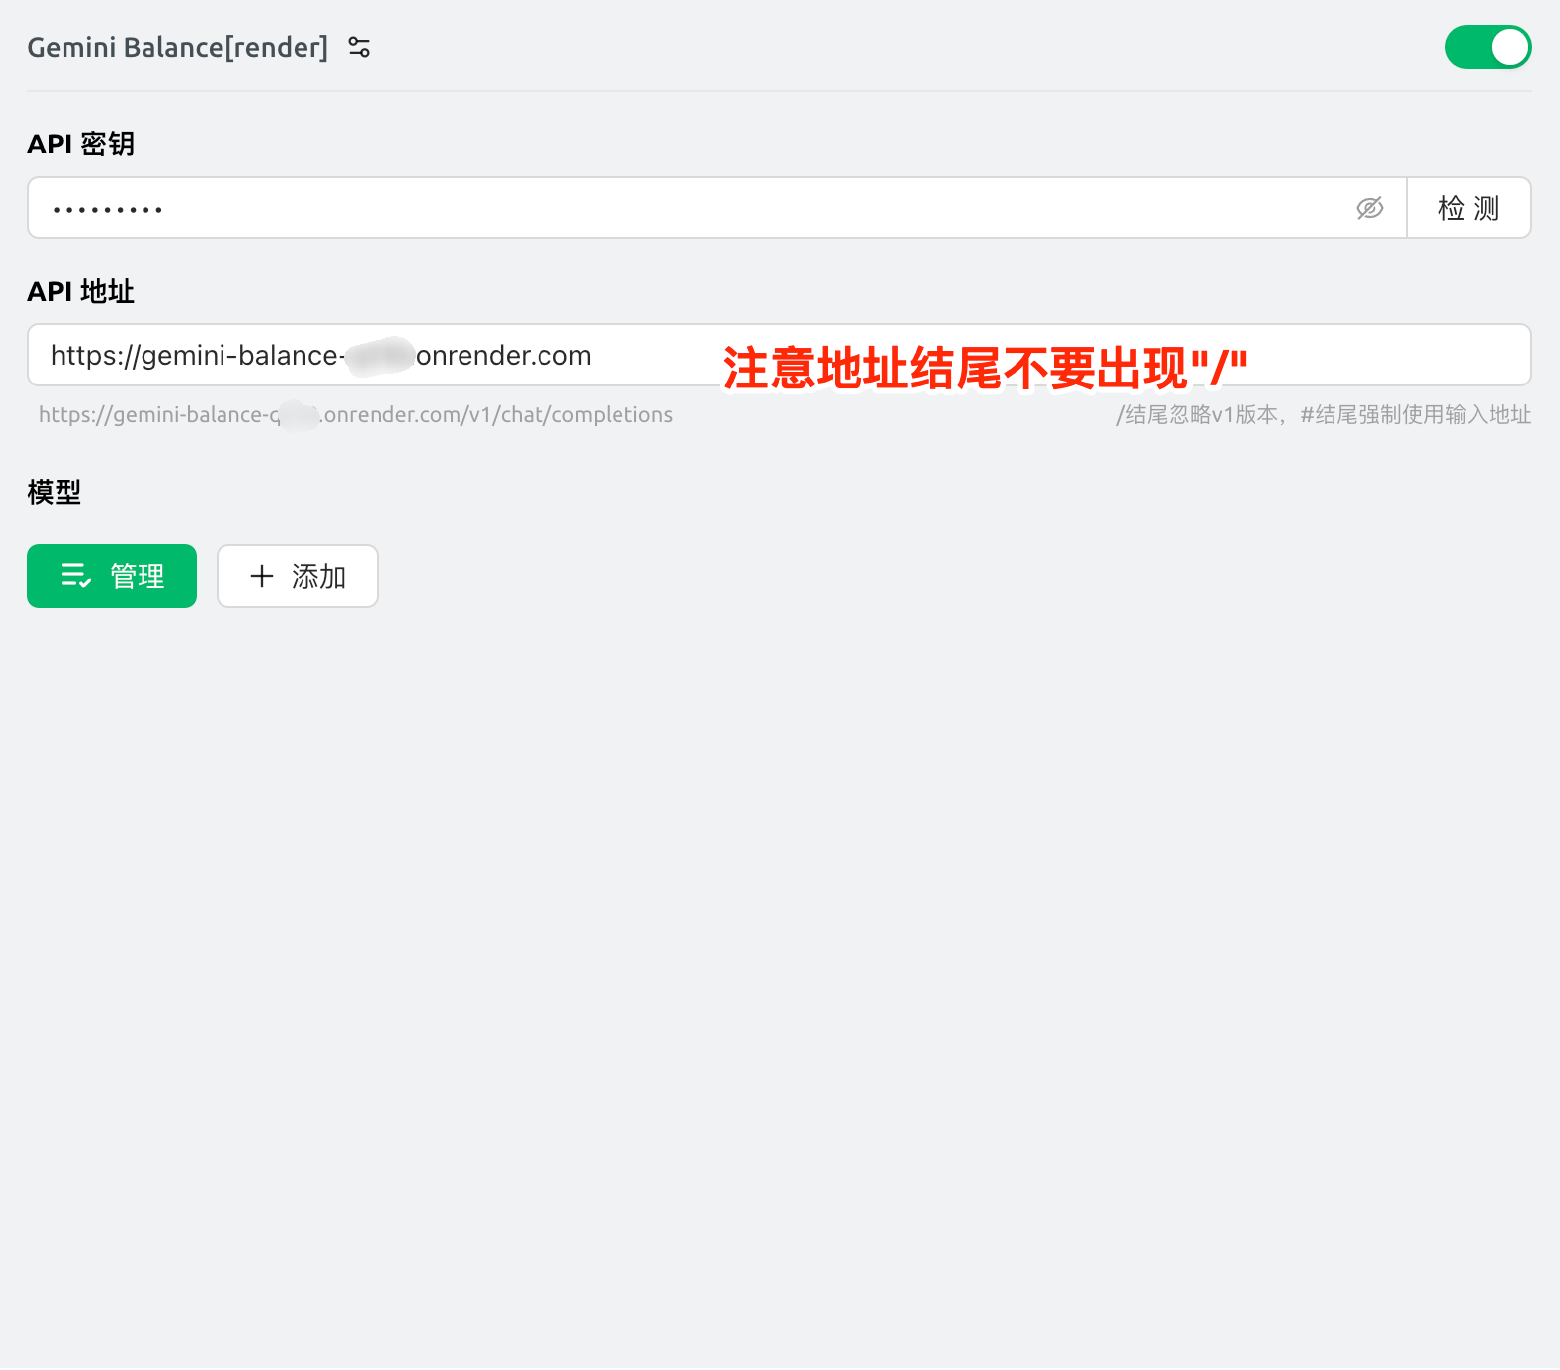 Gemini Balance[render]
API 密钥
•••••••••
检 测
API 地址
https://gemini-balance- onrender.com
注意地址结尾不要出现"/"
https://gemini-balance-q .onrender.com/v1/chat/completions
/结尾忽略v1版本，#结尾强制使用输入地址
模型
管理
添加